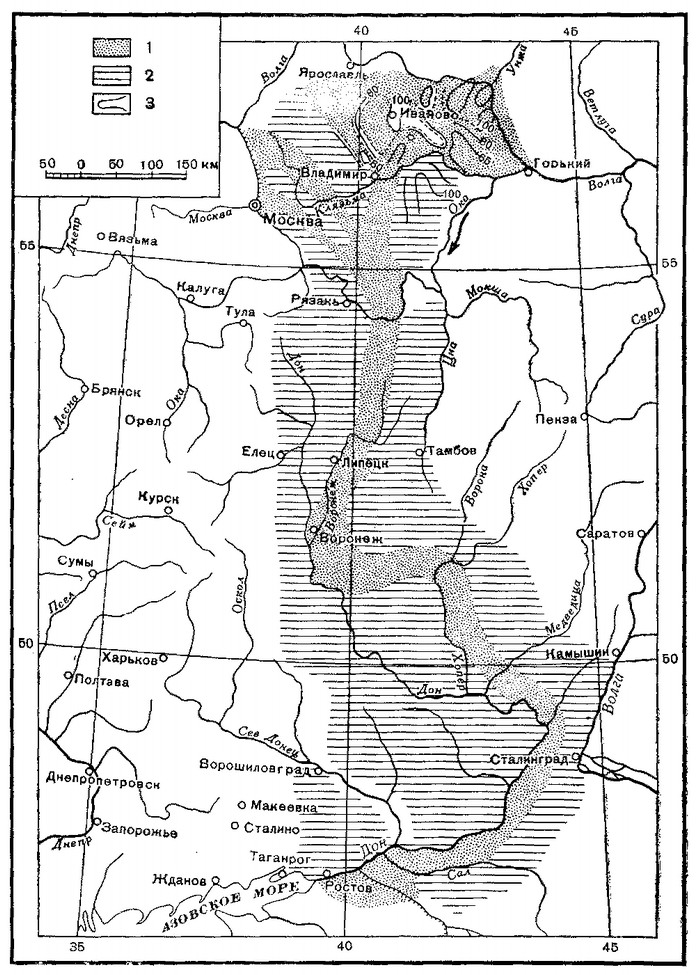 40
45
1
2
3
50
0
50
100
150 км
Волга
Ярославль
Унжа
Ветлуга
80
100
Иваново
100
80
Владимир
Горький
Клязьма
100
Ока
Волга
Москва
Москва
Днепр
Вязьма
55
55
Калуга
Рязань
Мокша
Тула
Сура
Дон
Цна
Брянск
Десна
Ока
Орел
Пенза
Елец
Липецк
Тамбов
Курск
Воронеж
Ворона
Хопер
Сейм
Воронеж
Саратов
Сумы
Оскол
Псел
Медведица
50
Харьков
Камышин
50
Полтава
Хопер
Дон
Волга
Сев Донец
Ворошиловград
Сталинград
Днепропетровск
Макеевка
Запорожье
Сталино
Днепр
Дон
Таганрог
Сал
Жданов
Ростов
АЗОВСКОЕ МОРЕ
35
40
45